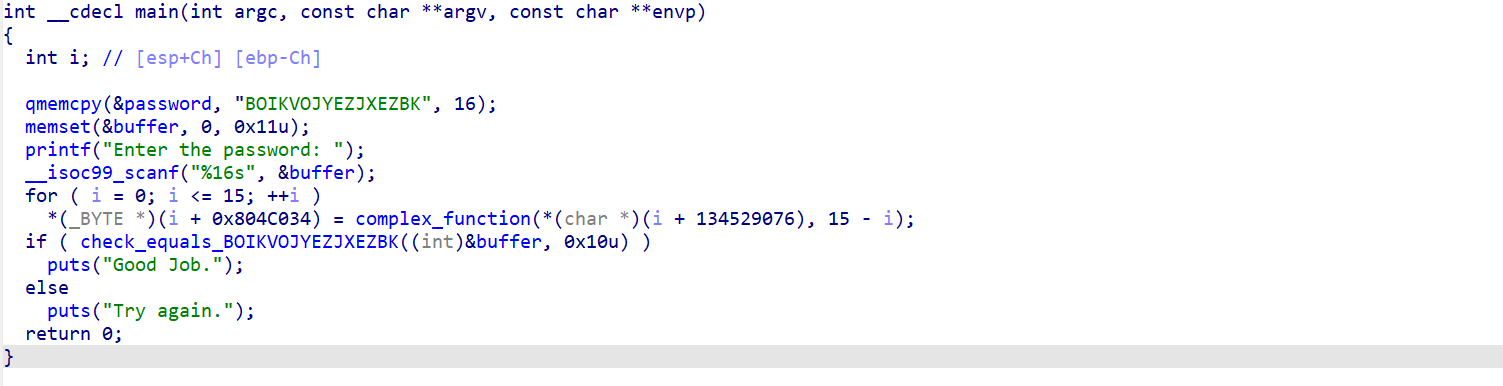 int __cdecl main(int argc, const char **argv, const char **envp)
{
int i; // [esp+Ch] [ebp-Ch]
qmemcpy(&password, "BOIKVOJYEZJXEZBK", 16);
memset(&buffer, 0, 0x11u);
printf("Enter the password: ");
__isoc99_scanf("%16s", &buffer);
for ( i = 0; i <= 15; ++i )
*(_BYTE *)(i + 0x804C034) = complex_function(*(char *)(i + 134529076), 15 - i);
if ( check_equals_BOIKVOJYEZJXEZBK((int)&buffer, 0x10u) )
puts("Good Job.");
else
puts("Try again.");
return 0;
}